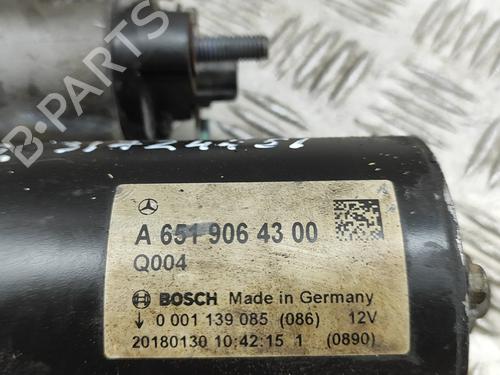 A 651 906 43 00
Q004
BOSCH Made in Germany
0 001 139 085 (086) 12V
20180130 10:42:15 1 (0890)
B-PARTS